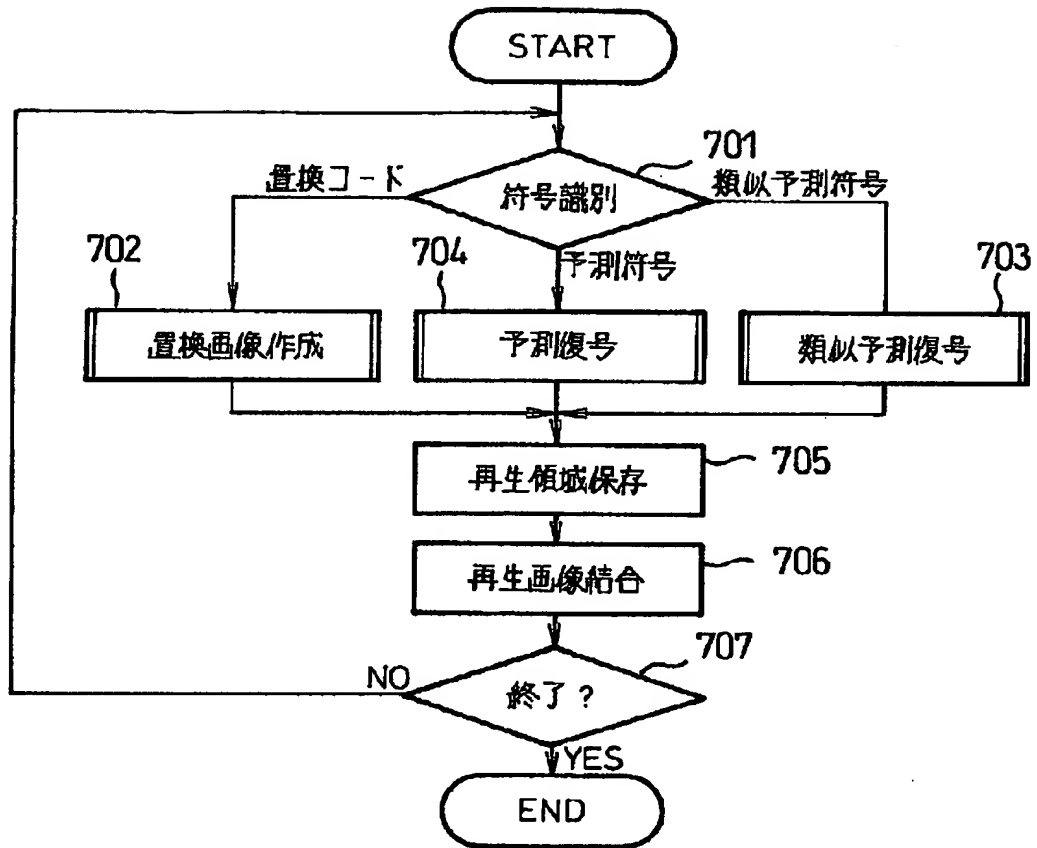 START
701
置換コード
符号識別
類似予測符号
702
704
予測符号
703
置換画像作成
予測復号
類似予測復号
705
再生領域保存
706
再生画像結合
707
NO
終了?
YES
END